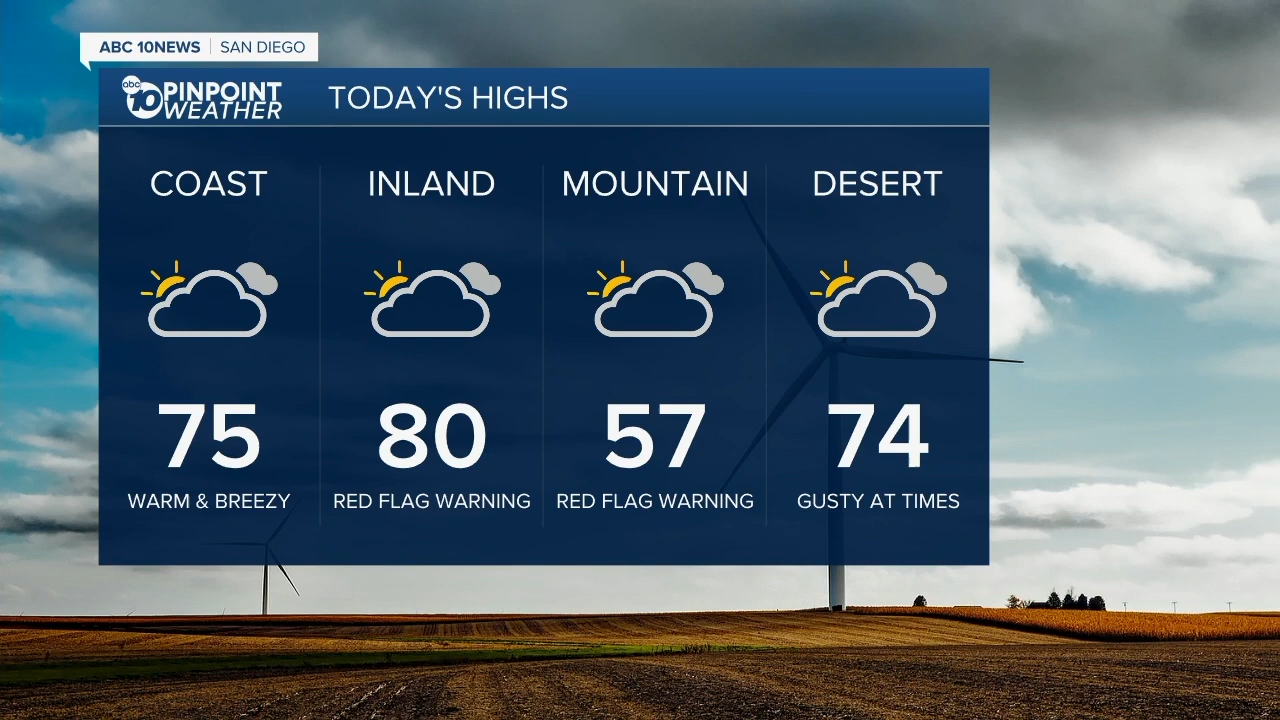 ABC 10NEWS | SAN DIEGO
abc 10 PINPOINT WEATHER
TODAY'S HIGHS
COAST
INLAND
MOUNTAIN
DESERT
75
80
57
74
WARM & BREEZY
RED FLAG WARNING
RED FLAG WARNING
GUSTY AT TIMES